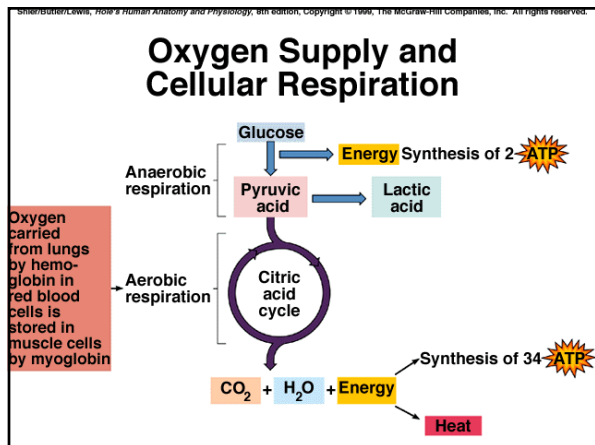 Shier/Butler/Lewis, Hole's Human Anatomy and Physiology, 8th edition, Copyright © 1999, The McGraw-Hill Companies, Inc. All rights reserved.
Oxygen Supply and
Cellular Respiration
Glucose
Energy Synthesis of 2 ATP
Anaerobic
respiration
Pyruvic
acid
Lactic
acid
Oxygen
carried
from lungs
by hemo-
globin in
red blood
cells is
stored in
muscle cells
by myoglobin
Aerobic
respiration
Citric
acid
cycle
Synthesis of 34 ATP
CO2 + H2O + Energy
Heat